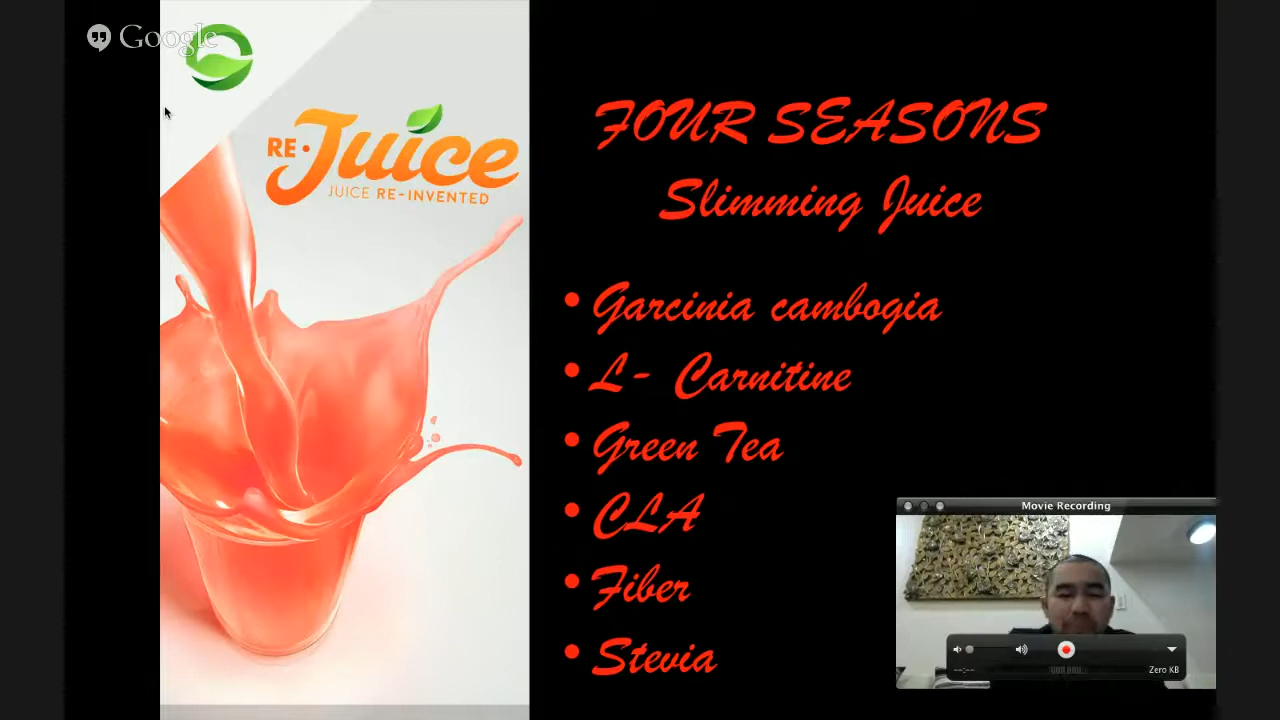 Google
RE•Juice
JUICE RE-INVENTED
FOUR SEASONS
Slimming Juice
• Garcinia cambogia
• L- Carnitine
• Green Tea
• CLA
• Fiber
• Stevia
Movie Recording
--:--
Zero KB